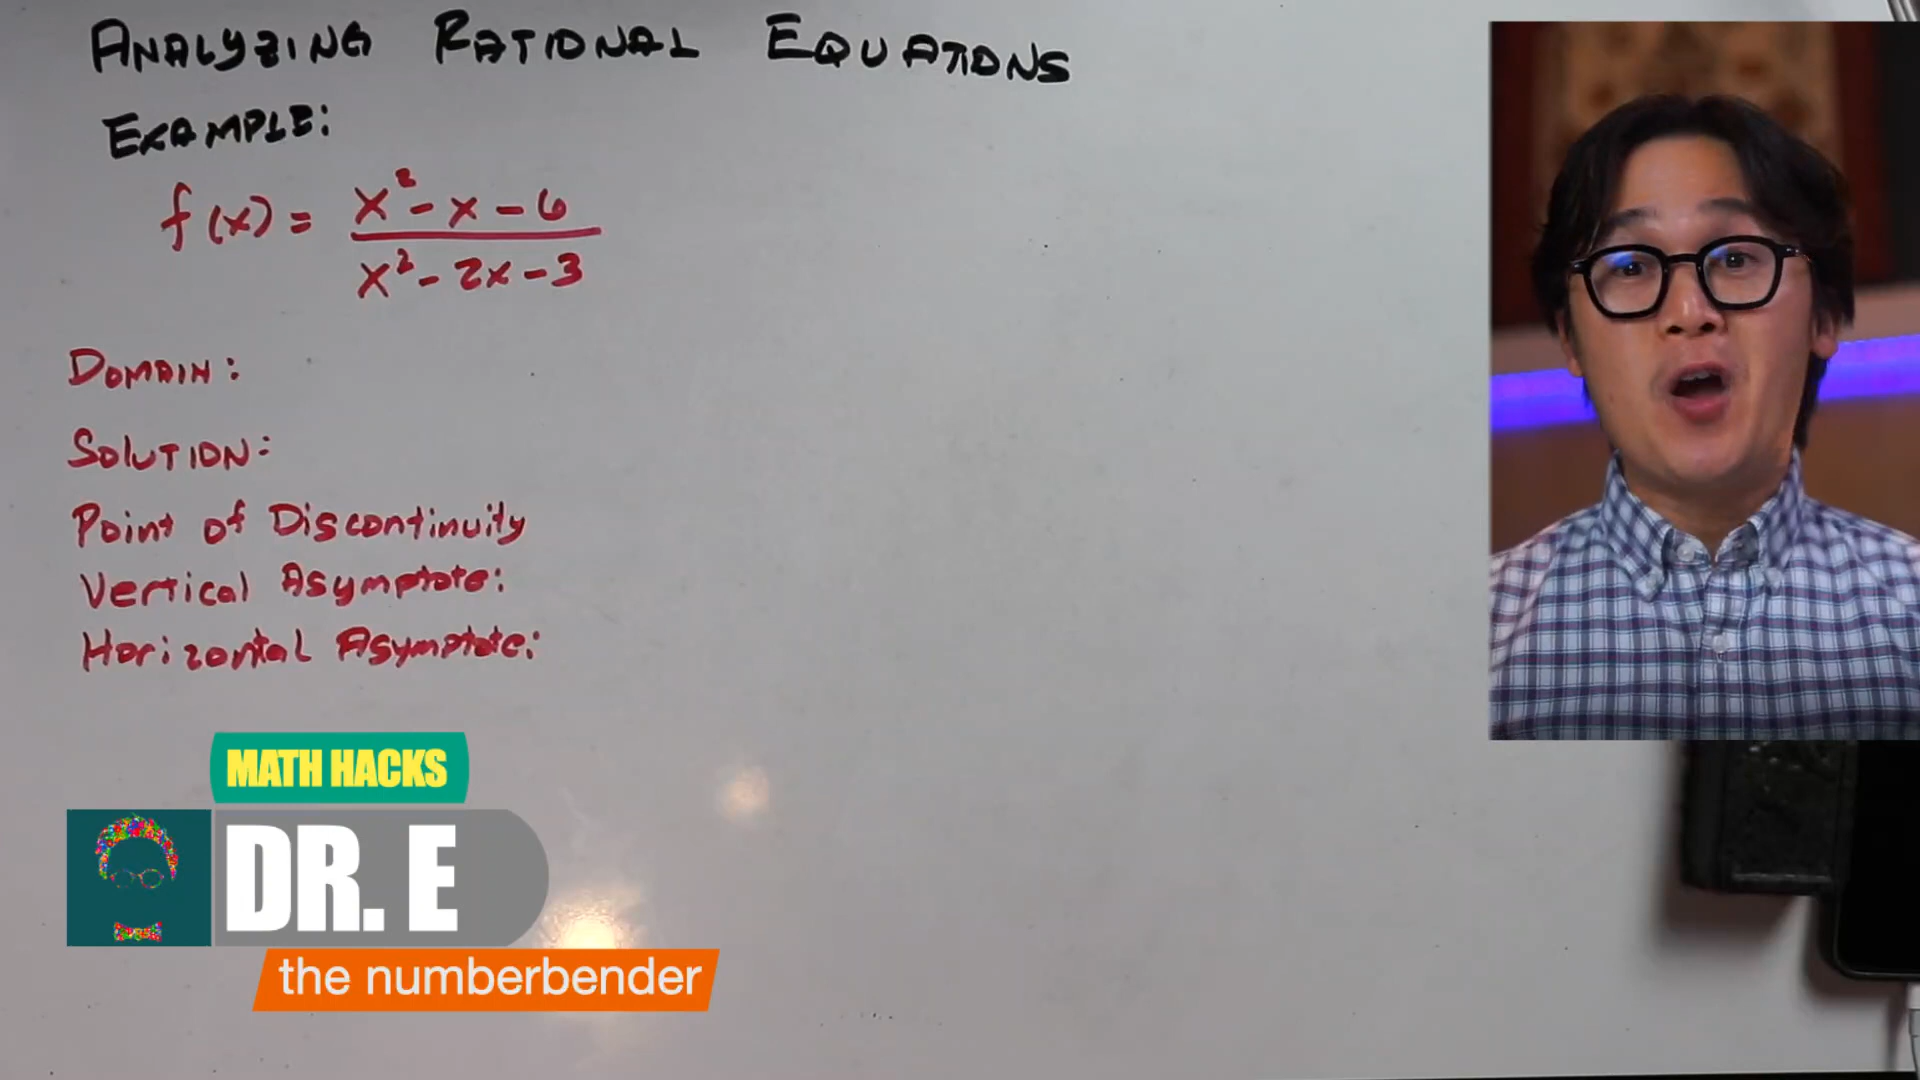 ANALYZING RATIONAL EQUATIONS
EXAMPLE:
f(x) = x² - x - 6
x² - 2x - 3
DOMAIN:
SOLUTION:
Point of Discontinuity
Vertical Asymptote:
Horizontal Asymptote:
MATH HACKS
DR. E
the numberbender